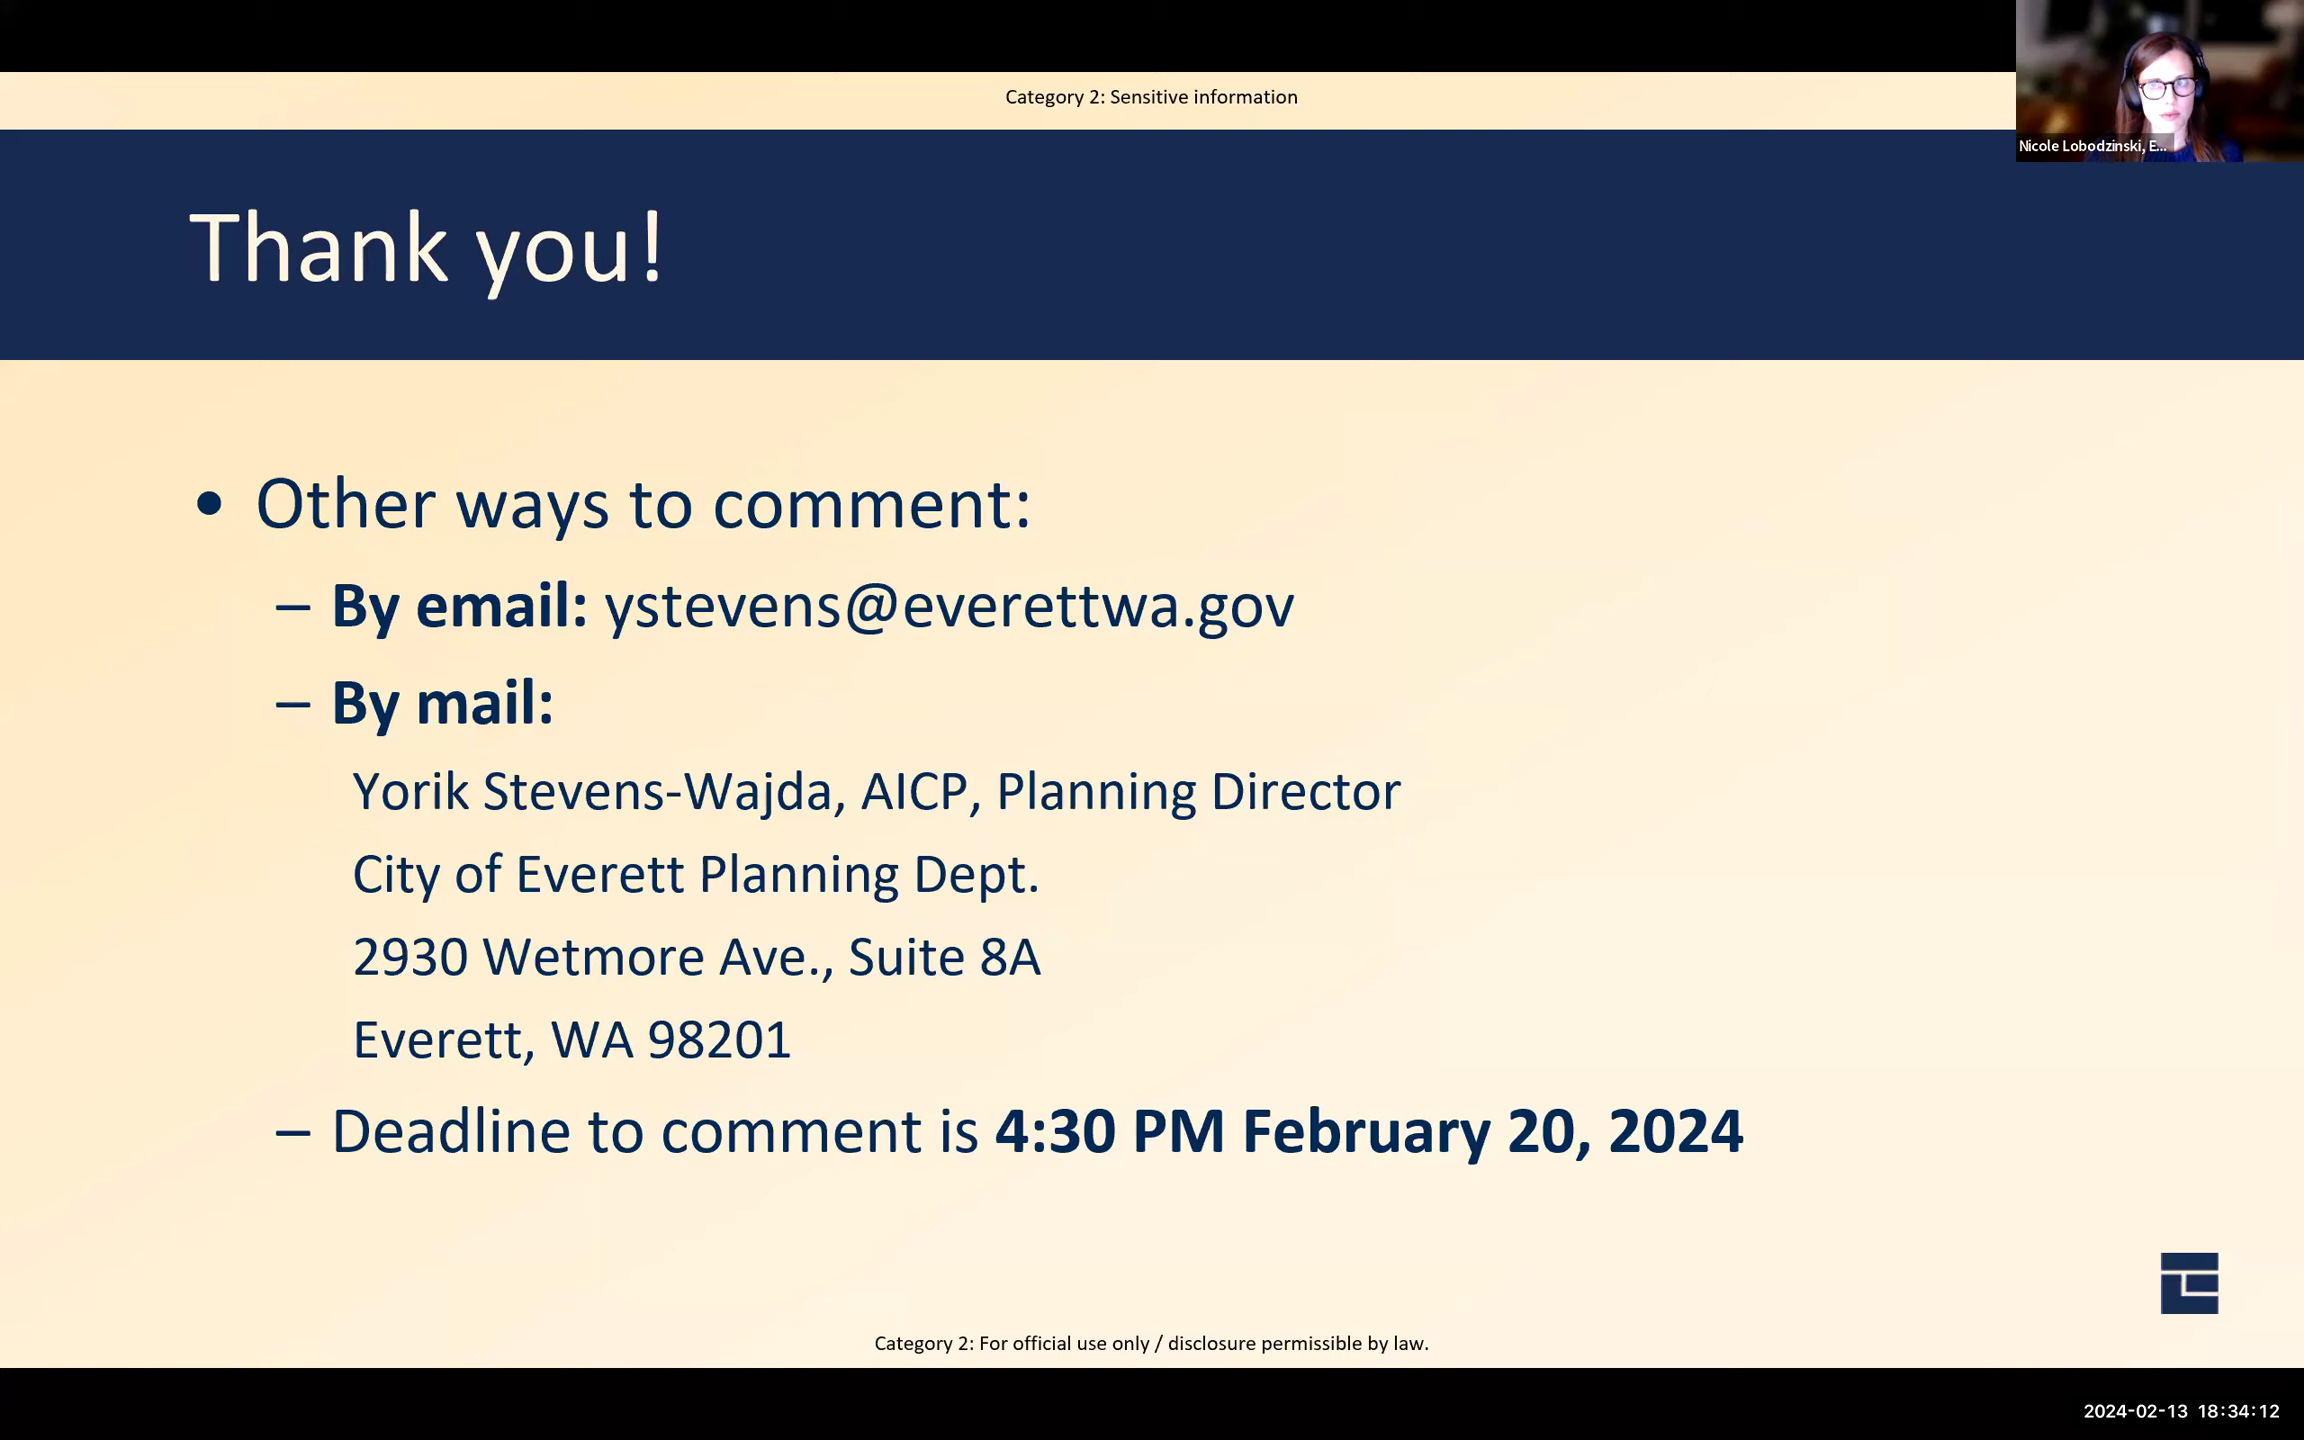 Category 2: Sensitive information
Nicole Lobodzinski, E...
Thank you!
• Other ways to comment:
– By email: ystevens@everettwa.gov
– By mail:
Yorik Stevens-Wajda, AICP, Planning Director
City of Everett Planning Dept.
2930 Wetmore Ave., Suite 8A
Everett, WA 98201
– Deadline to comment is 4:30 PM February 20, 2024
Category 2: For official use only / disclosure permissible by law.
2024-02-13 18:34:12